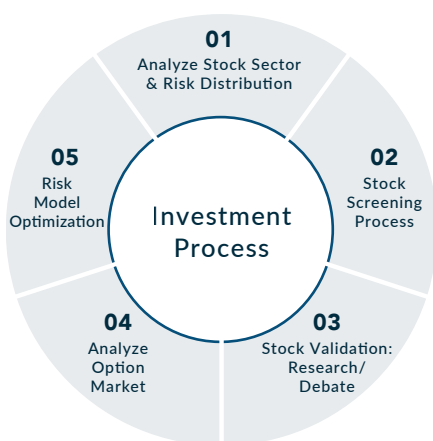 01
Analyze Stock Sector
& Risk Distribution
02
Stock
Screening
Process
03
Stock Validation:
Research/
Debate
04
Analyze
Option
Market
05
Risk
Model
Optimization
Investment
Process